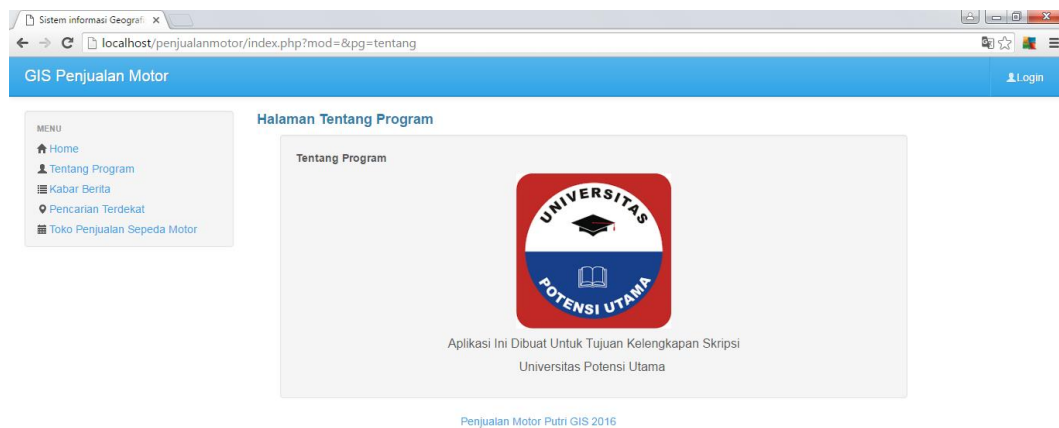 Sistem informasi Geografi
localhost/penjualanmotor/index.php?mod=&pg=tentang
GIS Penjualan Motor
Login
MENU
Home
Tentang Program
Kabar Berita
Pencarian Terdekat
Toko Penjualan Sepeda Motor
Halaman Tentang Program
Tentang Program
UNIVERSITAS
POTENSI UTAMA
Aplikasi Ini Dibuat Untuk Tujuan Kelengkapan Skripsi
Universitas Potensi Utama
Penjualan Motor Putri GIS 2016